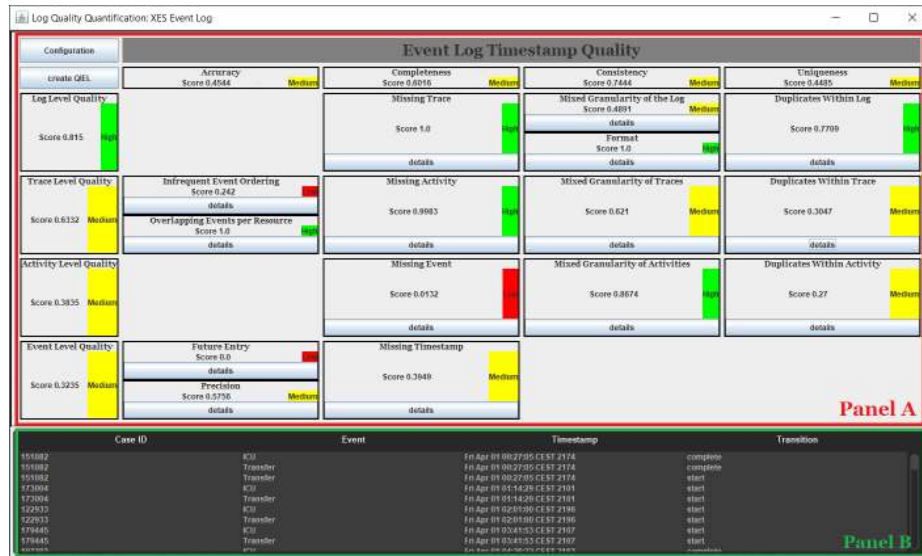 Log Quality Quantification: XES Event Log
Configuration
Event Log Timestamp Quality
create QIEL
Accuracy
Score 0.4544 Medium
Completeness
Score 0.6016 Medium
Consistency
Score 0.7444 Medium
Uniqueness
Score 0.4485 Medium
Log Level Quality
Score 0.815 High
Missing Trace
Score 1.0 High
details
Mixed Granularity of the Log
Score 0.4891 Medium
details
Format
Score 1.0 High
details
Duplicates Within Log
Score 0.7709 High
details
Trace Level Quality
Score 0.6332 Medium
Infrequent Event Ordering
Score 0.242 Low
details
Overlapping Events per Resource
Score 1.0 High
details
Missing Activity
Score 0.9983 High
details
Mixed Granularity of Traces
Score 0.621 Medium
details
Duplicates Within Trace
Score 0.3047 Medium
details
Activity Level Quality
Score 0.3835 Medium
Missing Event
Score 0.0132 Low
details
Mixed Granularity of Activities
Score 0.8674 High
details
Duplicates Within Activity
Score 0.27 Medium
details
Event Level Quality
Score 0.3235 Medium
Future Entry
Score 0.0 Low
details
Precision
Score 0.5756 Medium
details
Missing Timestamp
Score 0.3949 Medium
details
Panel A
Case ID Event Timestamp Transition
151082 ICU Fri Apr 01 00:27:05 CEST 2174 complete
151082 Transfer Fri Apr 01 00:27:05 CEST 2174 complete
151082 Transfer Fri Apr 01 00:27:05 CEST 2174 start
173004 ICU Fri Apr 01 01:14:29 CEST 2101 start
173004 Transfer Fri Apr 01 01:14:29 CEST 2101 start
122933 ICU Fri Apr 01 02:01:00 CEST 2196 start
122933 Transfer Fri Apr 01 02:01:00 CEST 2196 start
179445 ICU Fri Apr 01 03:41:53 CEST 2107 start
179445 Transfer Fri Apr 01 03:41:53 CEST 2107 start
Panel B